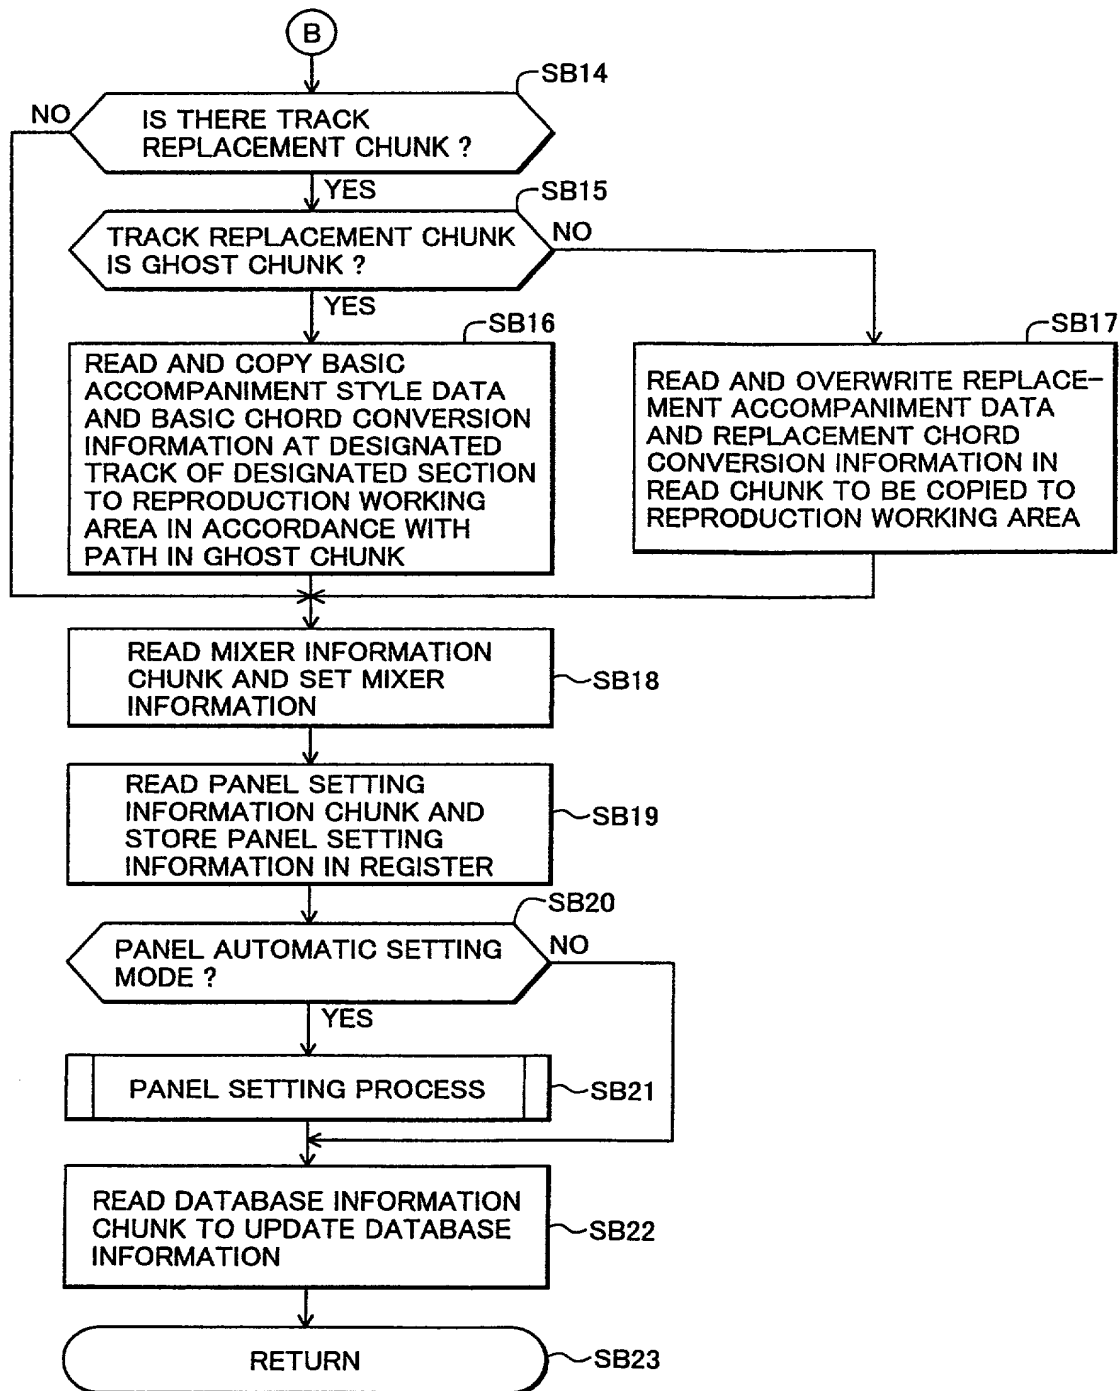 B
SB14
NO
IS THERE TRACK
REPLACEMENT CHUNK ?
YES
SB15
TRACK REPLACEMENT CHUNK
IS GHOST CHUNK ?
NO
YES
SB16
READ AND COPY BASIC
ACCOMPANIMENT STYLE DATA
AND BASIC CHORD CONVERSION
INFORMATION AT DESIGNATED
TRACK OF DESIGNATED SECTION
TO REPRODUCTION WORKING
AREA IN ACCORDANCE WITH
PATH IN GHOST CHUNK
SB17
READ AND OVERWRITE REPLACE-
MENT ACCOMPANIMENT DATA
AND REPLACEMENT CHORD
CONVERSION INFORMATION IN
READ CHUNK TO BE COPIED TO
REPRODUCTION WORKING AREA
READ MIXER INFORMATION
CHUNK AND SET MIXER
INFORMATION
SB18
READ PANEL SETTING
INFORMATION CHUNK AND
STORE PANEL SETTING
INFORMATION IN REGISTER
SB19
SB20
PANEL AUTOMATIC SETTING
MODE ?
NO
YES
PANEL SETTING PROCESS
SB21
READ DATABASE INFORMATION
CHUNK TO UPDATE DATABASE
INFORMATION
SB22
RETURN
SB23